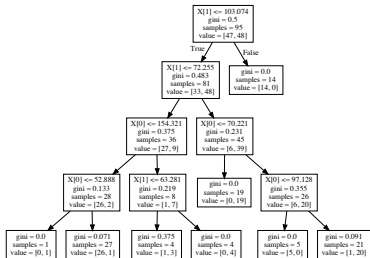 X[1] <= 103.074
gini = 0.5
samples = 95
value = [47, 48]
True
False
X[1] <= 72.255
gini = 0.483
samples = 81
value = [33, 48]
gini = 0.0
samples = 14
value = [14, 0]
X[0] <= 154.321
gini = 0.375
samples = 36
value = [27, 9]
X[0] <= 70.221
gini = 0.231
samples = 45
value = [6, 39]
X[0] <= 52.888
gini = 0.133
samples = 28
value = [26, 2]
X[1] <= 63.281
gini = 0.219
samples = 8
value = [1, 7]
gini = 0.0
samples = 19
value = [0, 19]
X[0] <= 97.128
gini = 0.355
samples = 26
value = [6, 20]
gini = 0.0
samples = 1
value = [0, 1]
gini = 0.071
samples = 27
value = [26, 1]
gini = 0.375
samples = 4
value = [1, 3]
gini = 0.0
samples = 4
value = [0, 4]
gini = 0.0
samples = 5
value = [5, 0]
gini = 0.091
samples = 21
value = [1, 20]